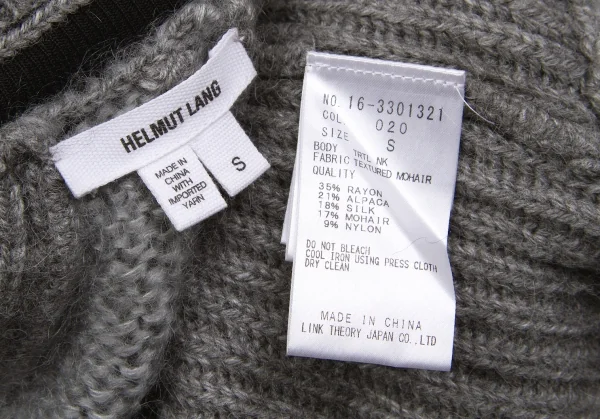 HELMUT LANG
MADE IN
CHINA
WITH
IMPORTED
YARN
S
NO. 16-3301321
COL. 020
SIZE S
BODY TRTL NK
FABRIC TEXTURED MOHAIR
QUALITY
35% RAYON
21% ALPACA
18% SILK
17% MOHAIR
9% NYLON
DO NOT BLEACH
COOL IRON USING PRESS CLOTH
DRY CLEAN
MADE IN CHINA
LINK THEORY JAPAN CO.,LTD